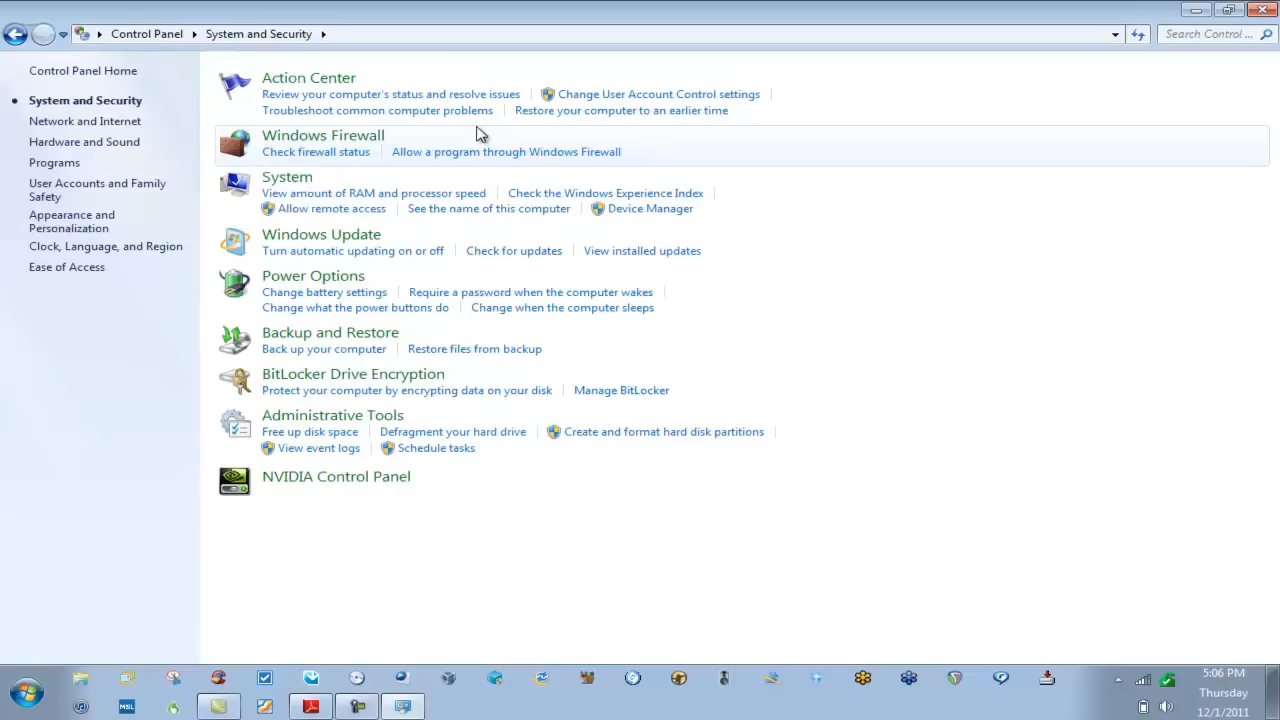 Control Panel System and Security
Search Control ...
Control Panel Home
System and Security
Network and Internet
Hardware and Sound
Programs
User Accounts and Family
Safety
Appearance and
Personalization
Clock, Language, and Region
Ease of Access
Action Center
Review your computer's status and resolve issues Change User Account Control settings
Troubleshoot common computer problems Restore your computer to an earlier time
Windows Firewall
Check firewall status Allow a program through Windows Firewall
System
View amount of RAM and processor speed Check the Windows Experience Index
Allow remote access See the name of this computer Device Manager
Windows Update
Turn automatic updating on or off Check for updates View installed updates
Power Options
Change battery settings Require a password when the computer wakes
Change what the power buttons do Change when the computer sleeps
Backup and Restore
Back up your computer Restore files from backup
BitLocker Drive Encryption
Protect your computer by encrypting data on your disk Manage BitLocker
Administrative Tools
Free up disk space Defragment your hard drive Create and format hard disk partitions
View event logs Schedule tasks
NVIDIA Control Panel
5:06 PM
Thursday
12/1/2011
MSL